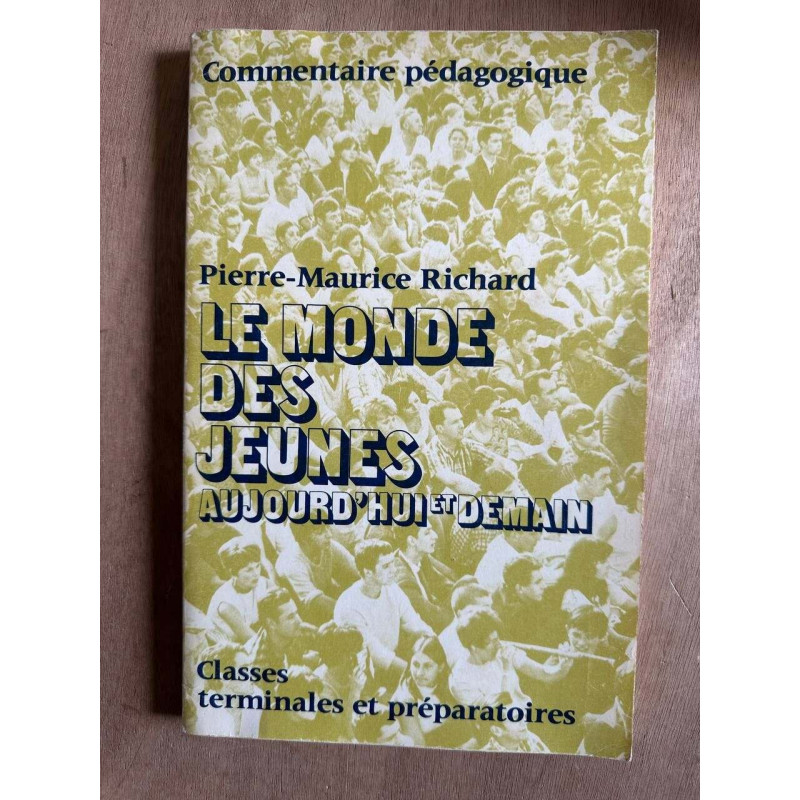 Commentaire pédagogique
Pierre-Maurice Richard
LE MONDE
DES
JEUNES
AUJOURD'HUI ET DEMAIN
Classes
terminales et préparatoires